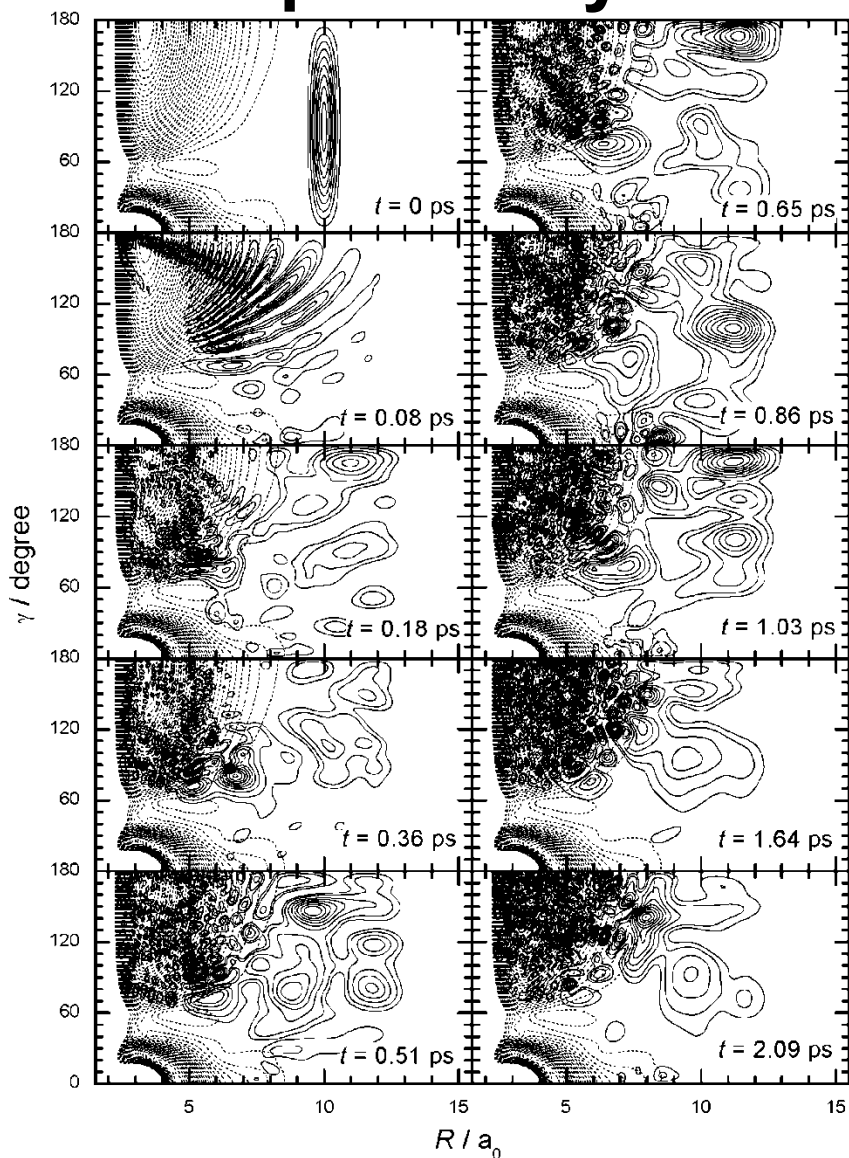 180
120
60
t = 0 ps
t = 0.65 ps
180
120
60
t = 0.08 ps
t = 0.86 ps
180
120
60
t = 0.18 ps
t = 1.03 ps
180
120
60
t = 0.36 ps
t = 1.64 ps
180
120
60
0
t = 0.51 ps
t = 2.09 ps
γ / degree
5 10 15 5 10 15
R / a₀